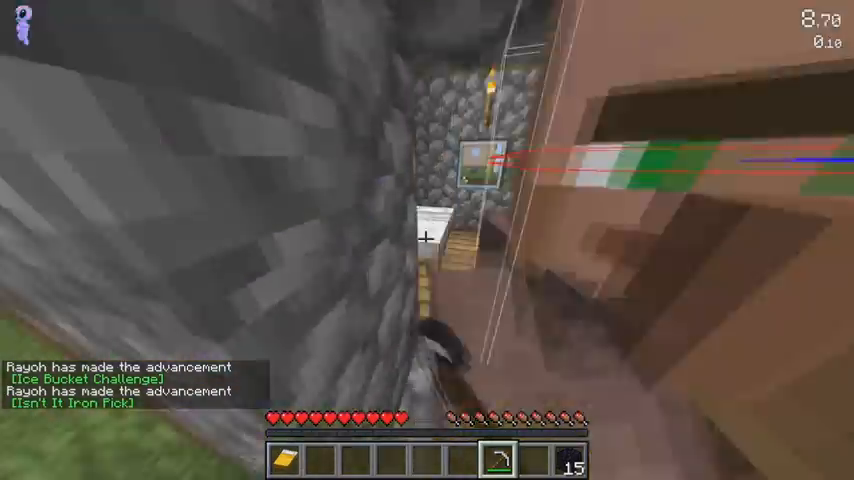 8.70
0.10
Rayoh has made the advancement
[Ice Bucket Challenge]
Rayoh has made the advancement
[Isn't It Iron Pick]
15